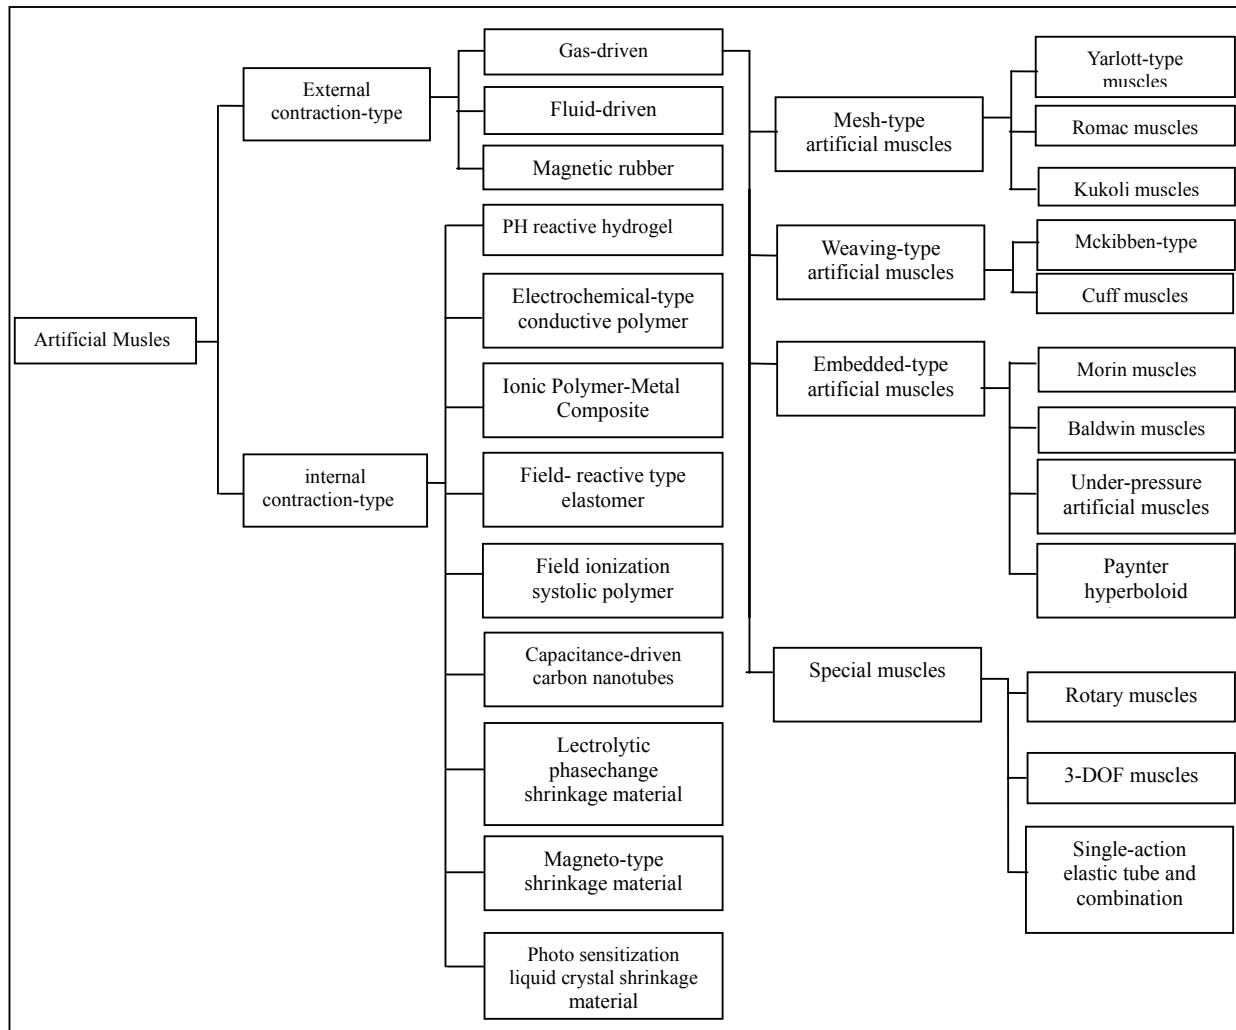 Artificial Musles
External
contraction-type
internal
contraction-type
Gas-driven
Fluid-driven
Magnetic rubber
PH reactive hydrogel
Electrochemical-type
conductive polymer
Ionic Polymer-Metal
Composite
Field- reactive type
elastomer
Field ionization
systolic polymer
Capacitance-driven
carbon nanotubes
Lectrolytic
phasechange
shrinkage material
Magneto-type
shrinkage material
Photo sensitization
liquid crystal shrinkage
material
Mesh-type
artificial muscles
Weaving-type
artificial muscles
Embedded-type
artificial muscles
Special muscles
Yarlott-type
muscles
Romac muscles
Kukoli muscles
Mckibben-type
Cuff muscles
Morin muscles
Baldwin muscles
Under-pressure
artificial muscles
Paynter
hyperboloid
Rotary muscles
3-DOF muscles
Single-action
elastic tube and
combination